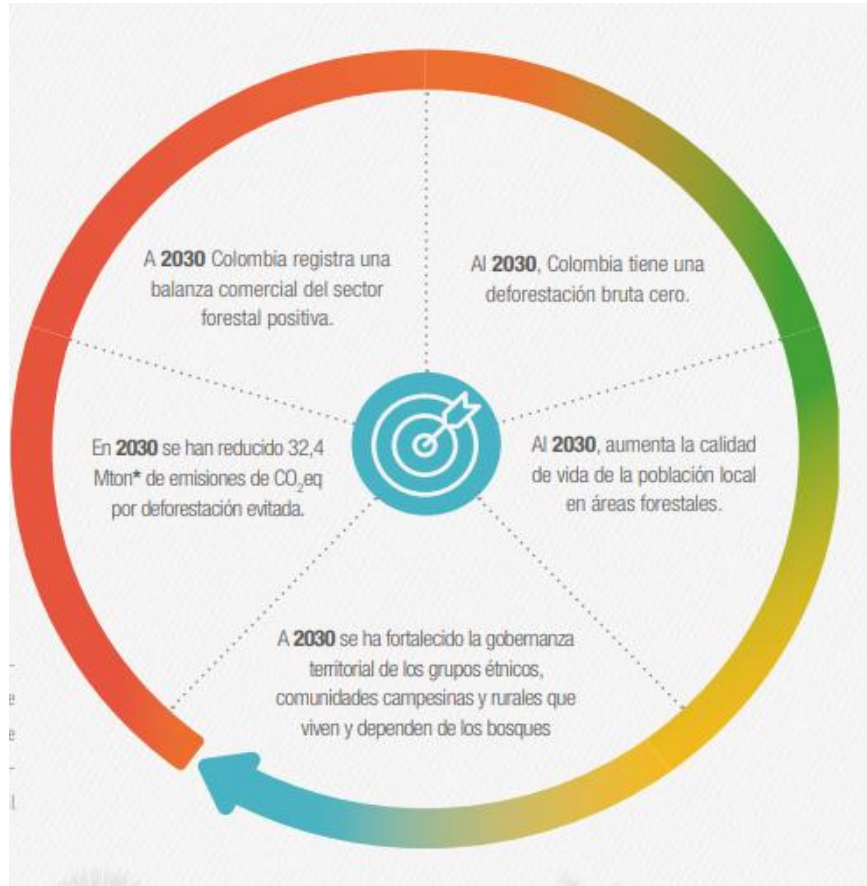 A 2030 Colombia registra una
balanza comercial del sector
forestal positiva.
Al 2030, Colombia tiene una
deforestación bruta cero.
En 2030 se han reducido 32,4
Mton* de emisiones de CO₂eq
por deforestación evitada.
Al 2030, aumenta la calidad
de vida de la población local
en áreas forestales.
A 2030 se ha fortalecido la gobernanza
territorial de los grupos étnicos,
comunidades campesinas y rurales que
viven y dependen de los bosques